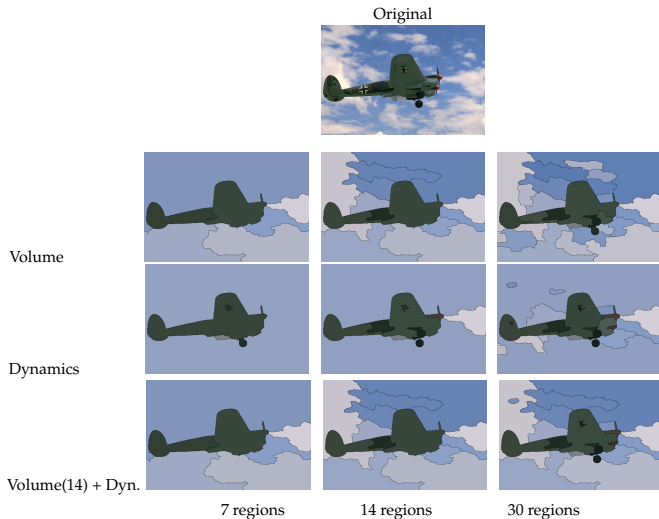 Original
Volume
Dynamics
Volume(14) + Dyn.
7 regions 14 regions 30 regions